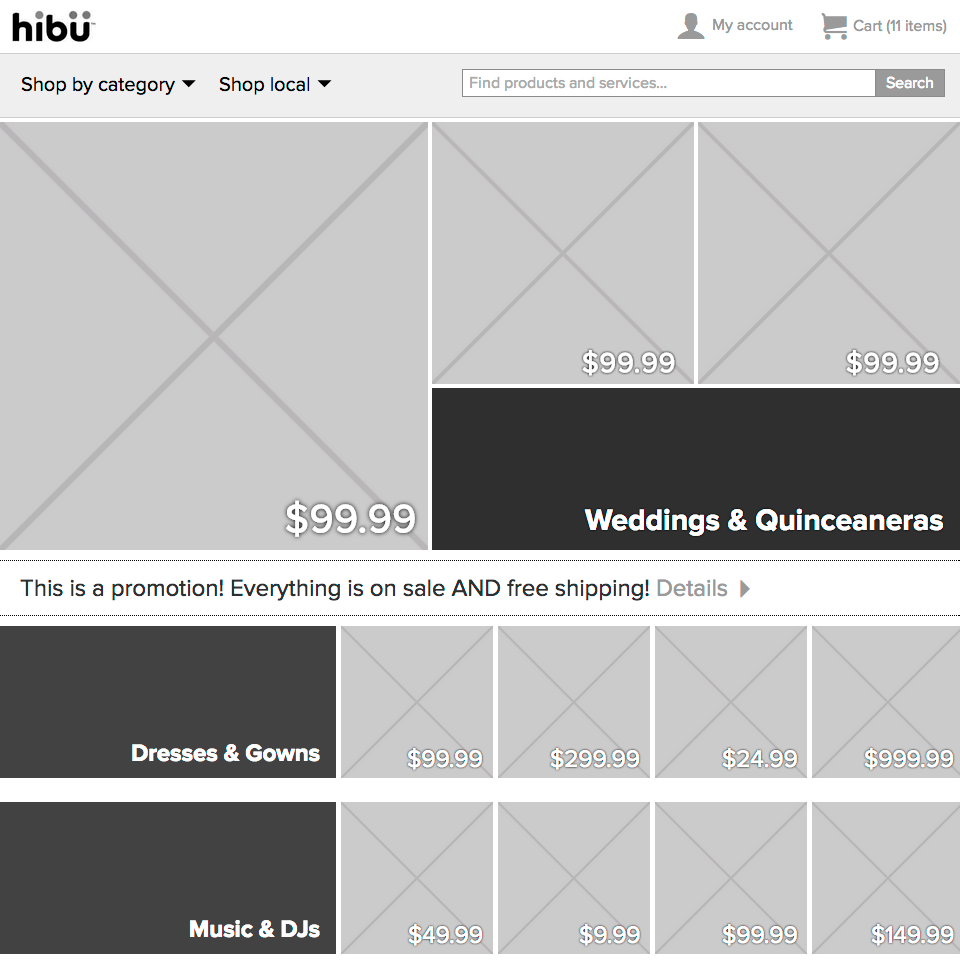 hibü™
My account
Cart (11 items)
Shop by category
Shop local
Find products and services...
Search
$99.99
$99.99
$99.99
Weddings & Quinceaneras
This is a promotion! Everything is on sale AND free shipping! Details
Dresses & Gowns
$99.99
$299.99
$24.99
$999.99
Music & DJs
$49.99
$9.99
$99.99
$149.99